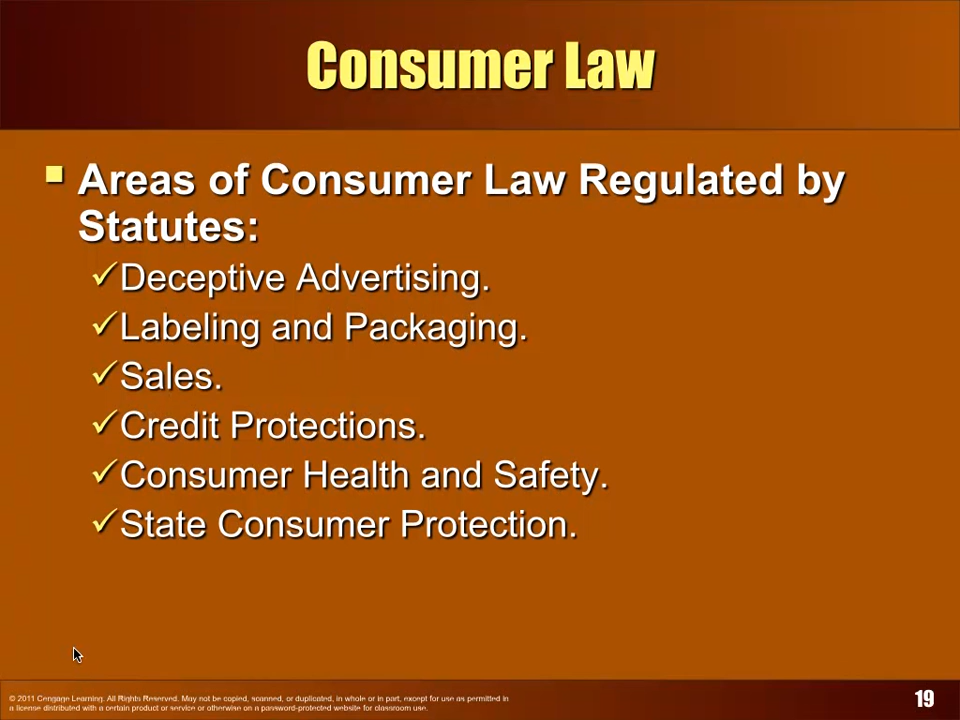 Consumer Law
Areas of Consumer Law Regulated by
Statutes:
Deceptive Advertising.
Labeling and Packaging.
Sales.
Credit Protections.
Consumer Health and Safety.
State Consumer Protection.
© 2011 Cengage Learning. All Rights Reserved. May not be copied, scanned, or duplicated, in whole or in part, except for use as permitted in
a license distributed with a certain product or service or otherwise on a password-protected website for classroom use.
19